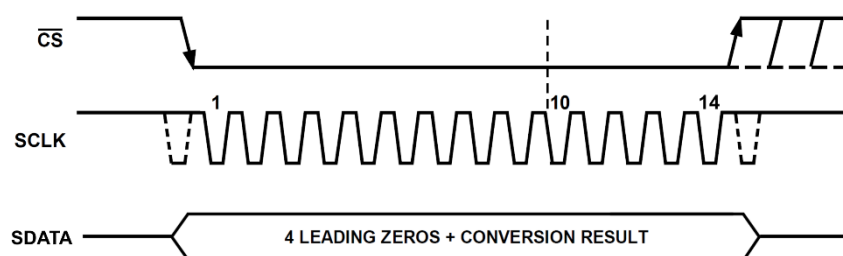 CS
1
10
14
SCLK
SDATA
4 LEADING ZEROS + CONVERSION RESULT